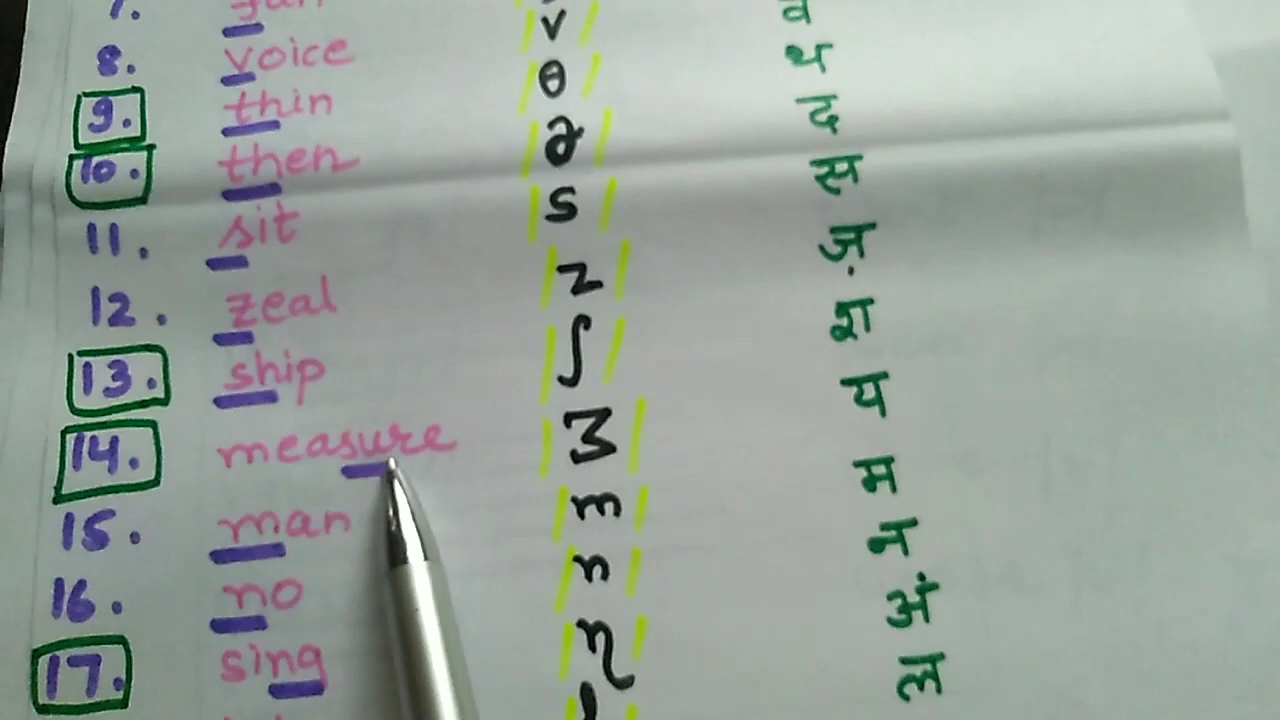 7.
8. voice / v / व
9. thin / θ / थ
10. then / ð / द
11. sit / s / स
12. zeal / z / ज़
13. ship / ʃ / श
14. measure / ʒ / य
15. man / m / म
16. no / n / न
17. sing / ŋ / अं
ल